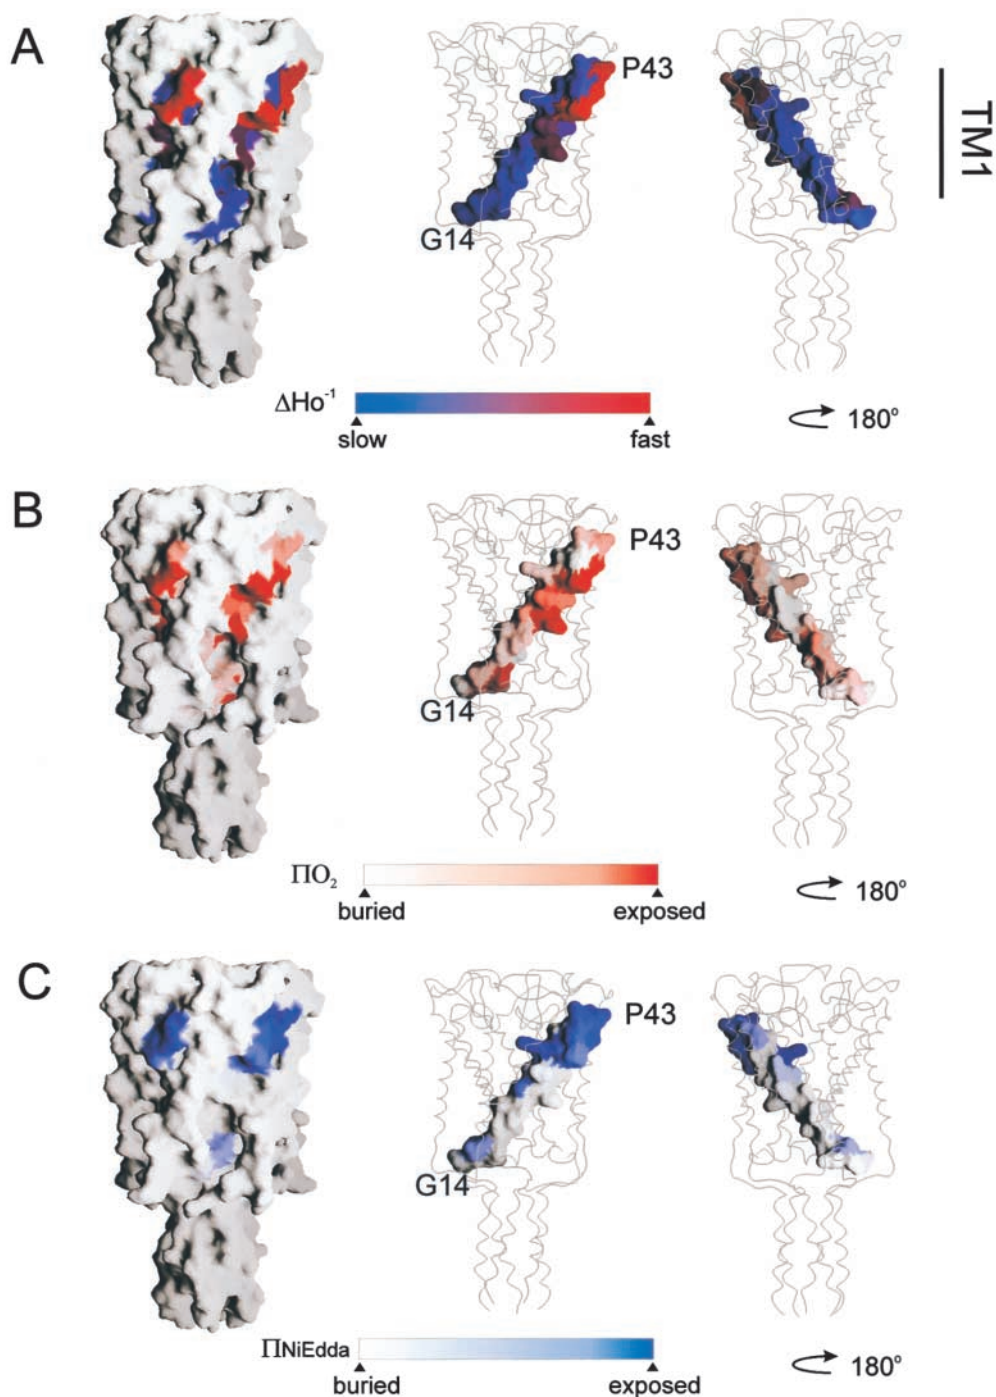 A
P43
G14
TM1
ΔHo⁻¹
slow
fast
180°
B
P43
G14
ΠO₂
buried
exposed
180°
C
P43
G14
ΠNiEdda
buried
exposed
180°